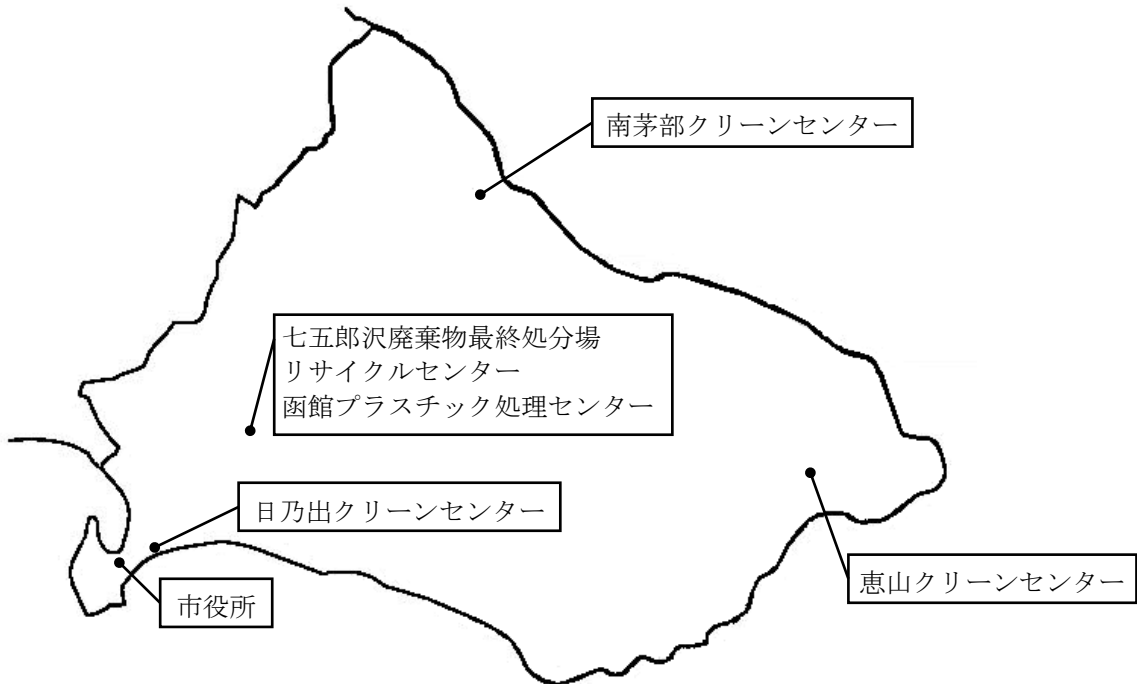 南茅部クリーンセンター
七五郎沢廃棄物最終処分場
リサイクルセンター
函館プラスチック処理センター
日乃出クリーンセンター
恵山クリーンセンター
市役所